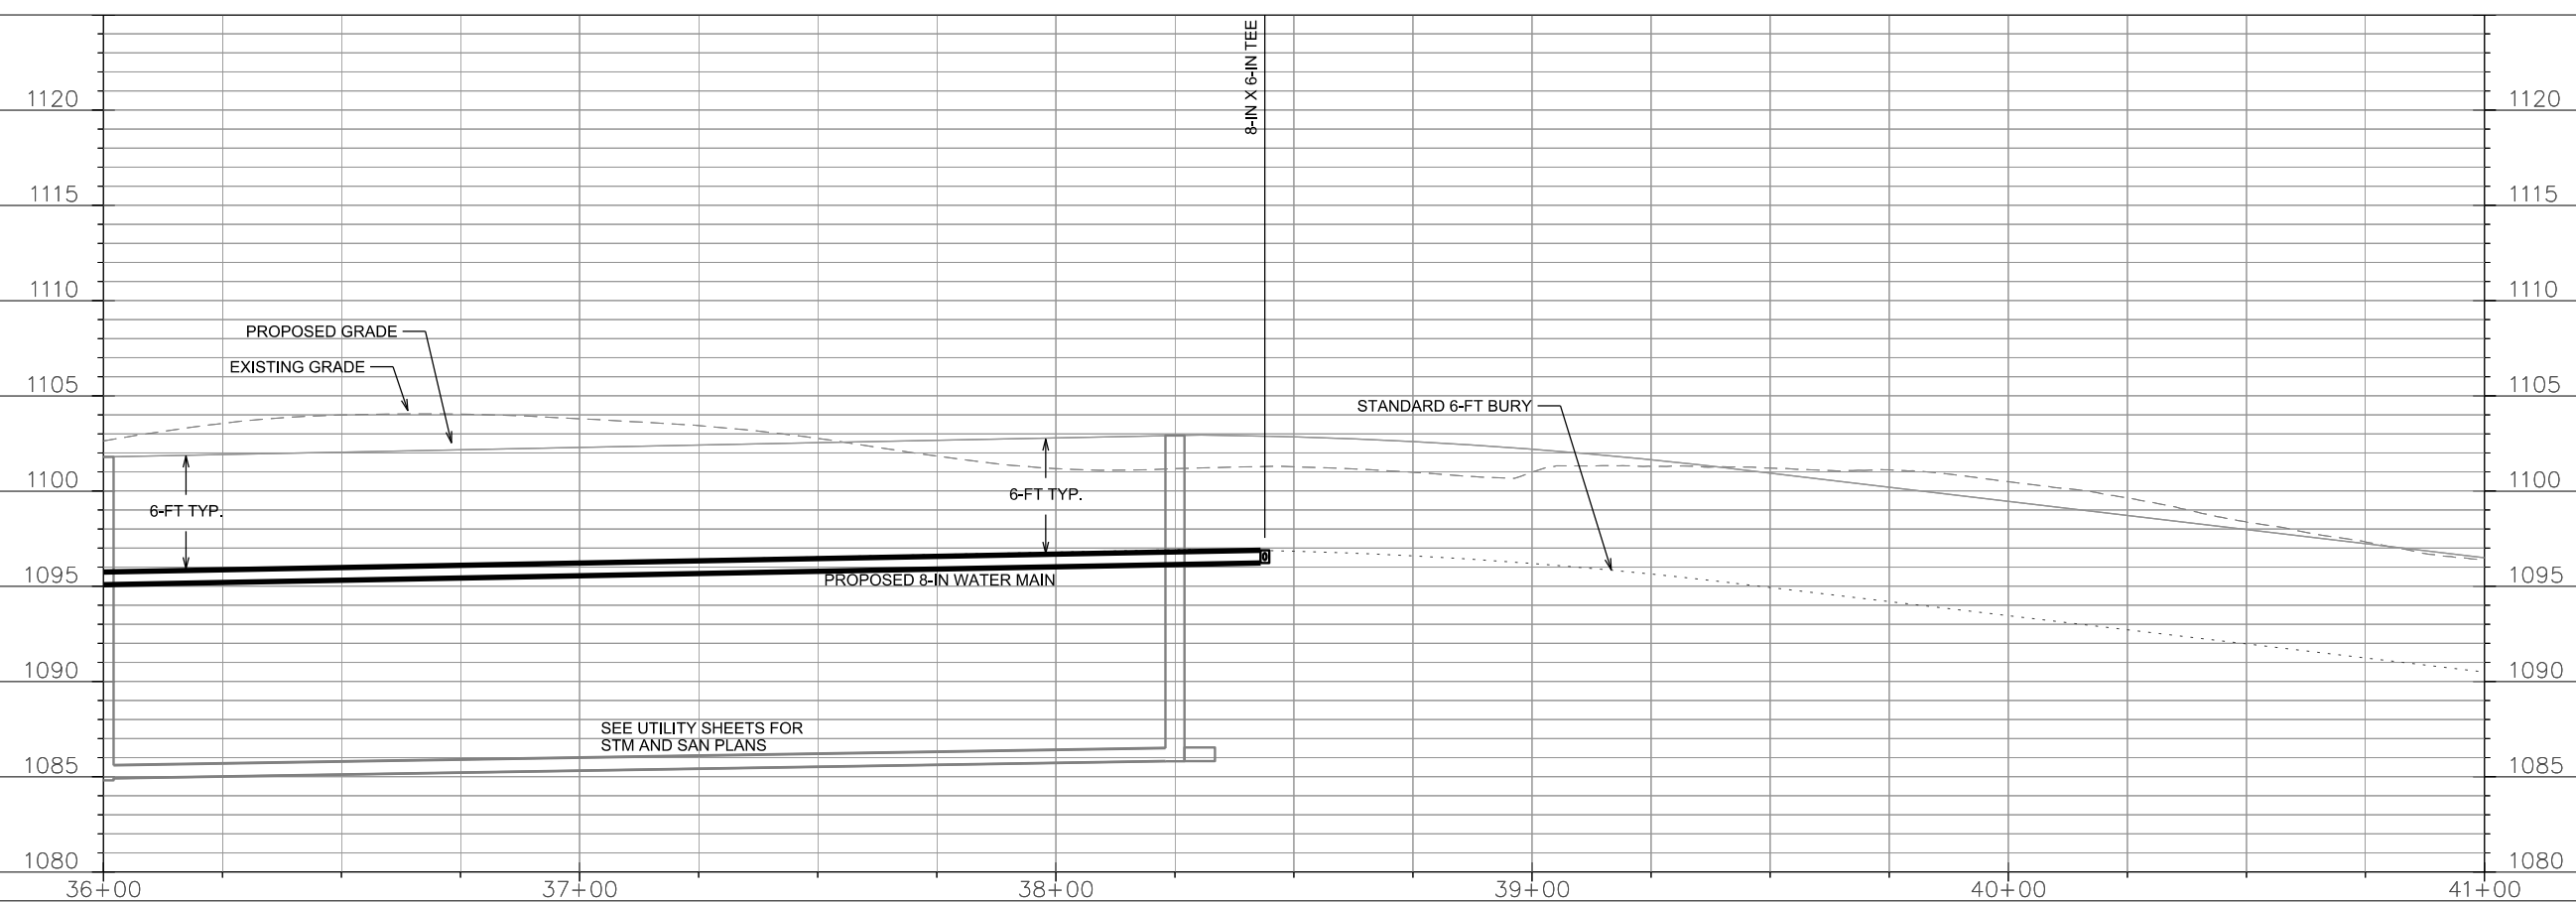 8-IN X 6-IN TEE
1120
1120
1115
1115
1110
1110
PROPOSED GRADE
EXISTING GRADE
1105
1105
STANDARD 6-FT BURY
1100
1100
6-FT TYP.
6-FT TYP.
1095
1095
PROPOSED 8-IN WATER MAIN
1090
1090
SEE UTILITY SHEETS FOR
STM AND SAN PLANS
1085
1085
1080
1080
36+00
37+00
38+00
39+00
40+00
41+00